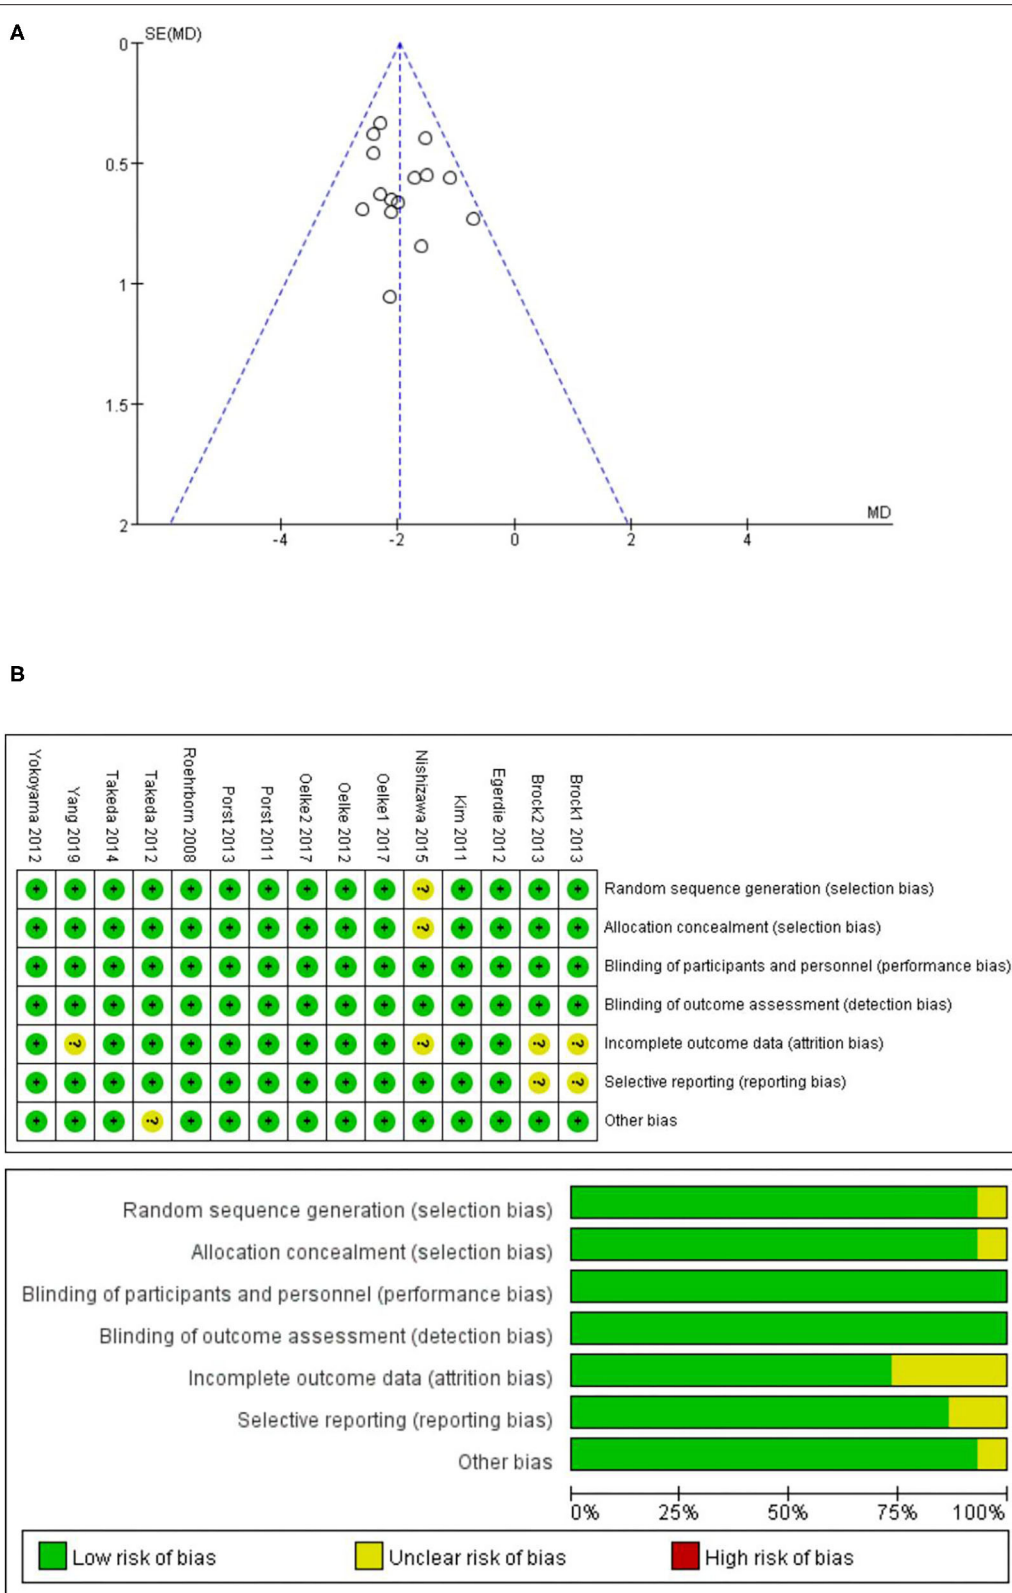 A
SE(MD)
0
0.5
1
1.5
2
MD
-4
-2
0
2
4
B
Yokoyama 2012
Yang 2019
Takeda 2014
Takeda 2012
Roehrborn 2008
Porst 2013
Porst 2011
Oelke2 2017
Oelke 2012
Oelke1 2017
Nishizawa 2015
Kim 2011
Egerdie 2012
Brock2 2013
Brock1 2013
+ + + + + + + + + + ? + + + + Random sequence generation (selection bias)
+ + + + + + + + + + ? + + + + Allocation concealment (selection bias)
+ + + + + + + + + + + + + + + Blinding of participants and personnel (performance bias)
+ + + + + + + + + + + + + + + Blinding of outcome assessment (detection bias)
+ ? + + + + + + + + ? + + ? ? Incomplete outcome data (attrition bias)
+ + + + + + + + + + + + + ? ? Selective reporting (reporting bias)
+ + + ? + + + + + + + + + + + Other bias
Random sequence generation (selection bias)
Allocation concealment (selection bias)
Blinding of participants and personnel (performance bias)
Blinding of outcome assessment (detection bias)
Incomplete outcome data (attrition bias)
Selective reporting (reporting bias)
Other bias
0% 25% 50% 75% 100%
Low risk of bias
Unclear risk of bias
High risk of bias